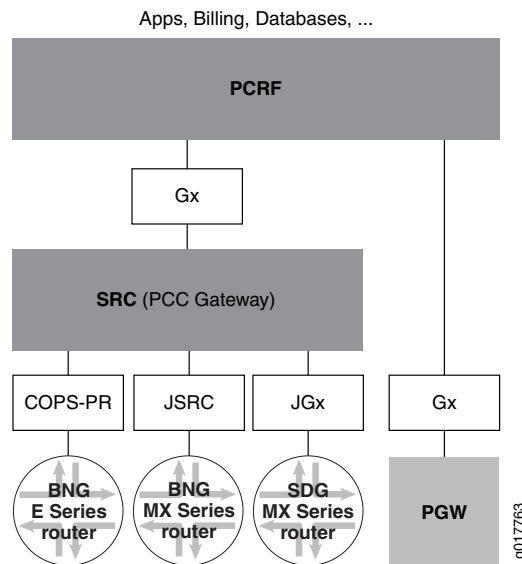 Apps, Billing, Databases, ...
PCRF
Gx
SRC (PCC Gateway)
COPS-PR
JSRC
JGx
Gx
BNG
E Series
router
BNG
MX Series
router
SDG
MX Series
router
PGW
g017763